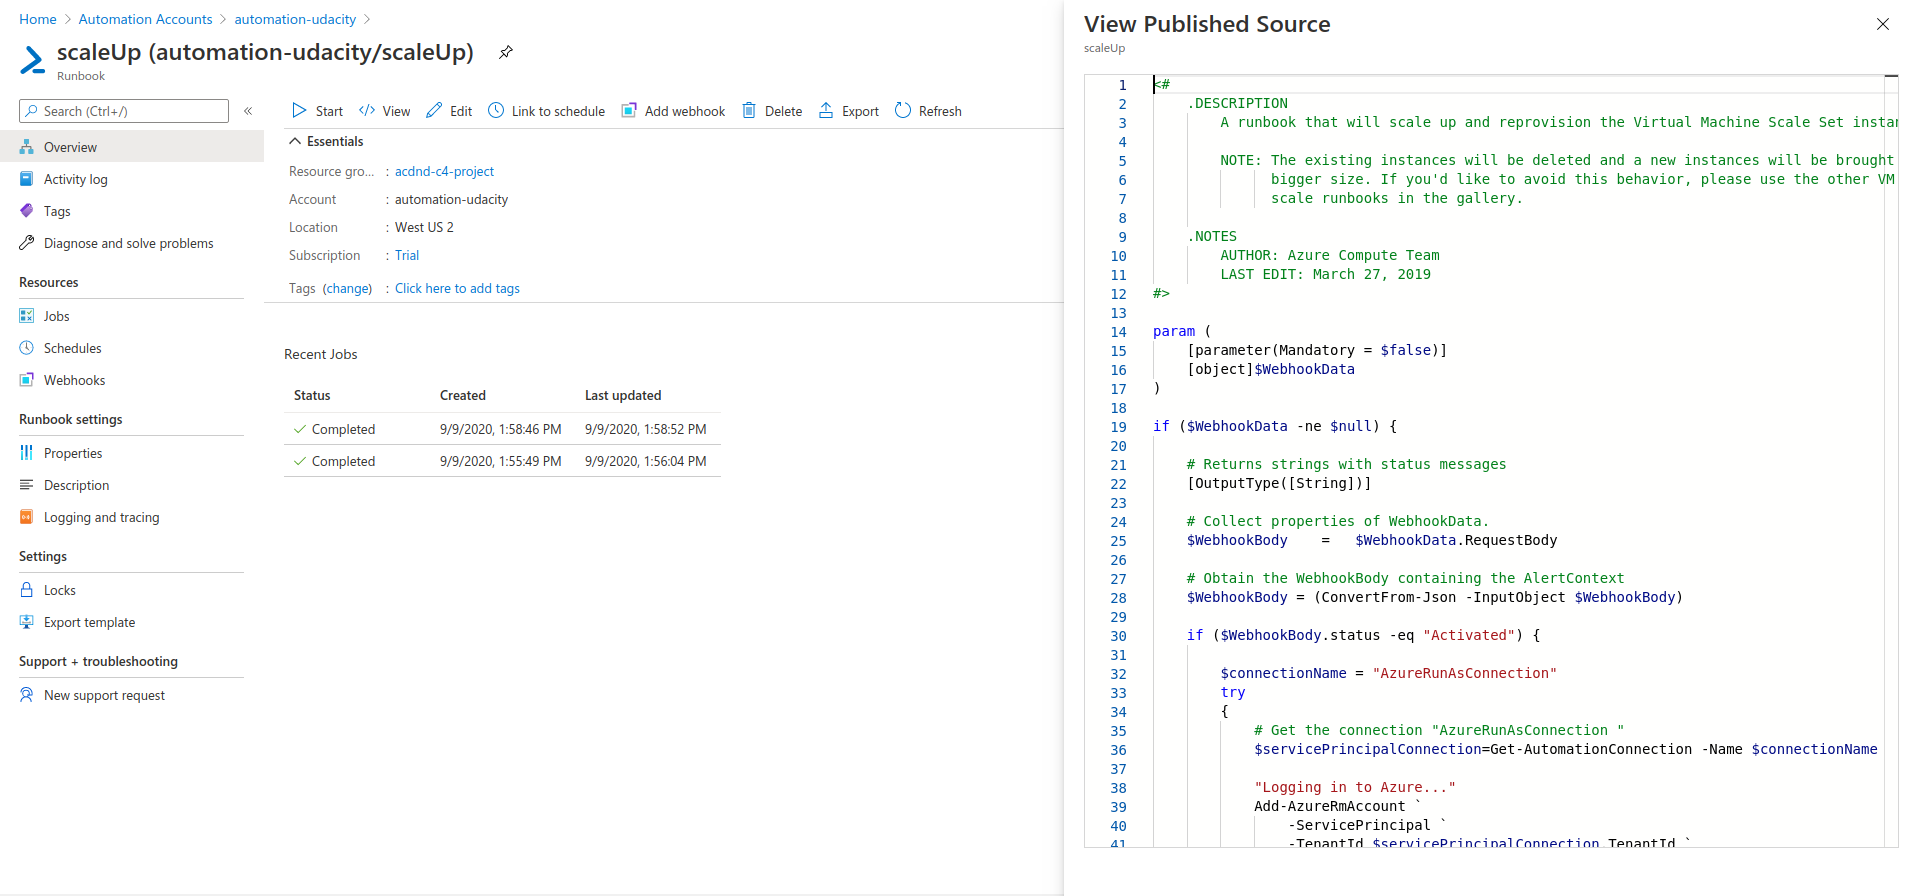 Home > Automation Accounts > automation-udacity >
scaleUp (automation-udacity/scaleUp)
Runbook
Search (Ctrl+/) «
Overview
Activity log
Tags
Diagnose and solve problems
Resources
Jobs
Schedules
Webhooks
Runbook settings
Properties
Description
Logging and tracing
Settings
Locks
Export template
Support + troubleshooting
New support request
Start View Edit Link to schedule Add webhook Delete Export Refresh
Essentials
Resource gro... : acdnd-c4-project
Account : automation-udacity
Location : West US 2
Subscription : Trial
Tags (change) : Click here to add tags
Recent Jobs
Status Created Last updated
Completed 9/9/2020, 1:58:46 PM 9/9/2020, 1:58:52 PM
Completed 9/9/2020, 1:55:49 PM 9/9/2020, 1:56:04 PM
View Published Source
scaleUp
1 <#
2 .DESCRIPTION
3 A runbook that will scale up and reprovision the Virtual Machine Scale Set instan
4
5 NOTE: The existing instances will be deleted and a new instances will be brought
6 bigger size. If you'd like to avoid this behavior, please use the other VM
7 scale runbooks in the gallery.
8
9 .NOTES
10 AUTHOR: Azure Compute Team
11 LAST EDIT: March 27, 2019
12 #>
13
14 param (
15 [parameter(Mandatory = $false)]
16 [object]$WebhookData
17 )
18
19 if ($WebhookData -ne $null) {
20
21 # Returns strings with status messages
22 [OutputType([String])]
23
24 # Collect properties of WebhookData.
25 $WebhookBody = $WebhookData.RequestBody
26
27 # Obtain the WebhookBody containing the AlertContext
28 $WebhookBody = (ConvertFrom-Json -InputObject $WebhookBody)
29
30 if ($WebhookBody.status -eq "Activated") {
31
32 $connectionName = "AzureRunAsConnection"
33 try
34 {
35 # Get the connection "AzureRunAsConnection "
36 $servicePrincipalConnection=Get-AutomationConnection -Name $connectionName
37
38 "Logging in to Azure..."
39 Add-AzureRmAccount `
40 -ServicePrincipal `
41 -TenantId $servicePrincipalConnection.TenantId `